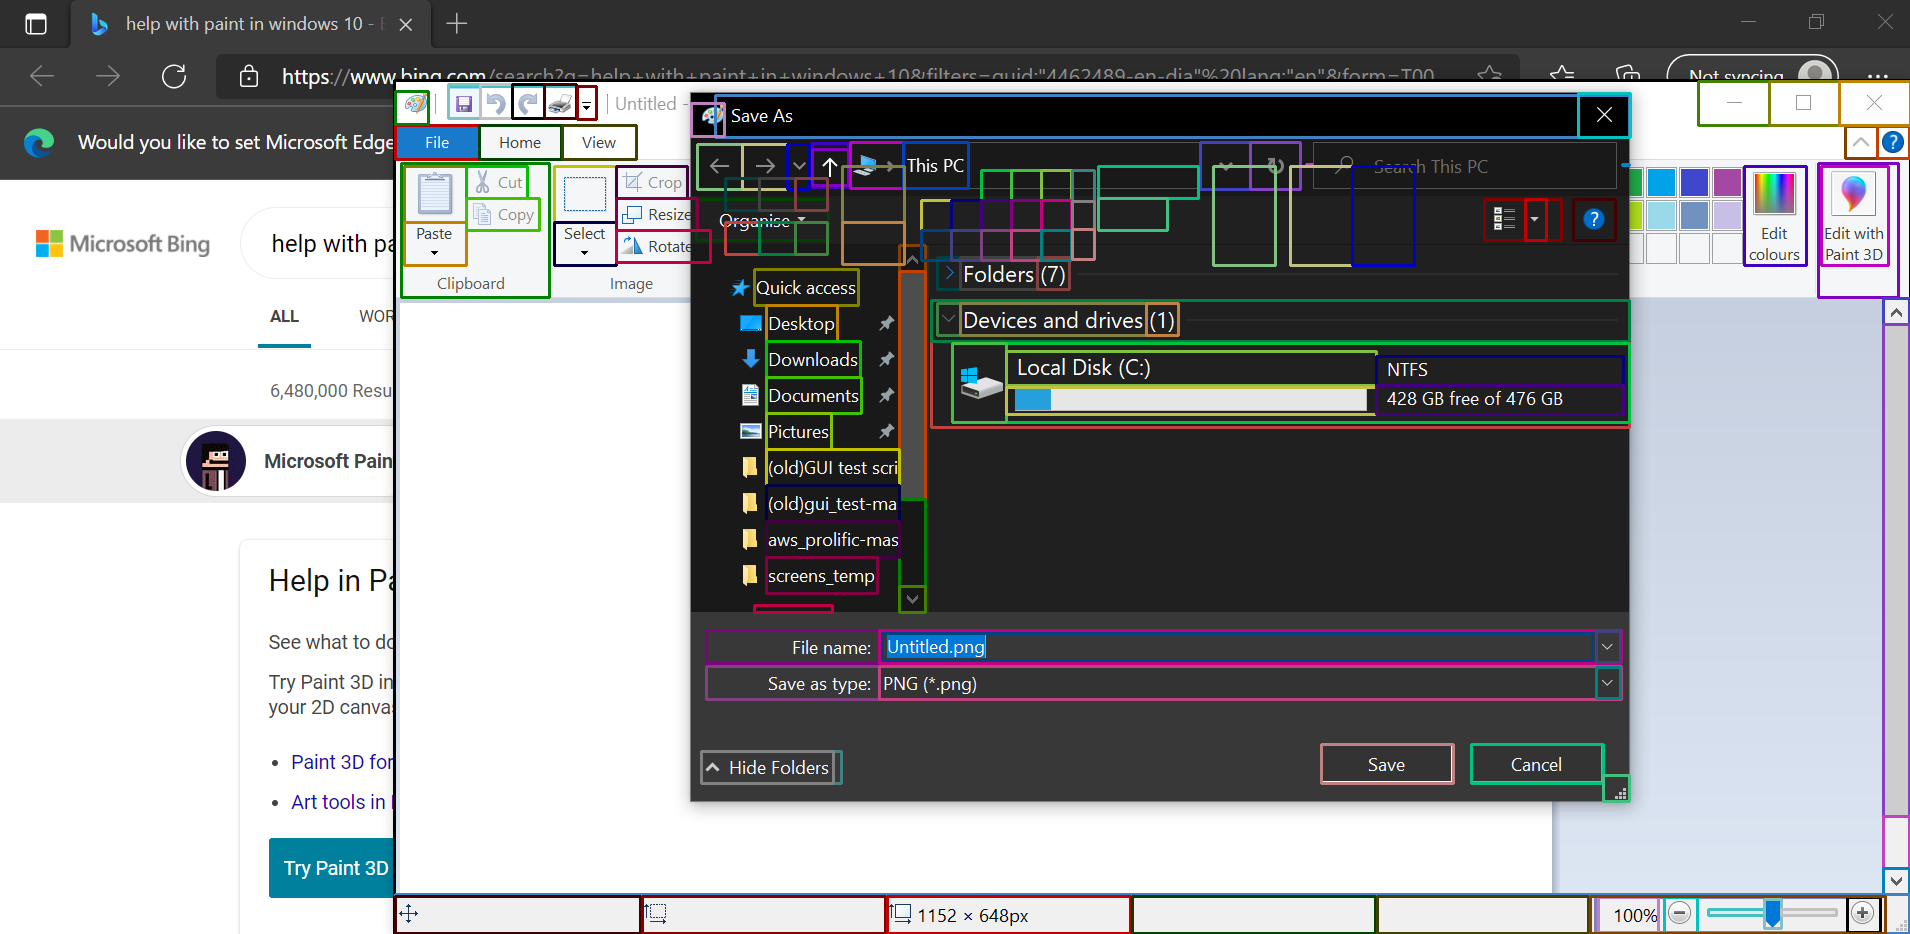 help with paint in windows 10 -
https://www.bing.com/search?q=help+with+paint+in+windows+10&filters=guid:"4462489-en-dia"%20lang:"en"&form=T00
Not syncing
Would you like to set Microsoft Edge
Untitled -
Save As
File
Home
View
This PC
Search This PC
Paste
Cut
Copy
Clipboard
Select
Crop
Resize
Rotate
Image
Organise
Edit
colours
Edit with
Paint 3D
Microsoft Bing
help with pa
ALL
WOR
6,480,000 Resu
Microsoft Pain
Help in Pa
See what to do
Try Paint 3D in
your 2D canvas
Paint 3D for
Art tools in
Try Paint 3D
Quick access
Desktop
Downloads
Documents
Pictures
(old)GUI test scri
(old)gui_test-ma
aws_prolific-mas
screens_temp
Folders (7)
Devices and drives (1)
Local Disk (C:)
NTFS
428 GB free of 476 GB
File name:
Untitled.png
Save as type:
PNG (*.png)
Hide Folders
Save
Cancel
1152 × 648px
100%